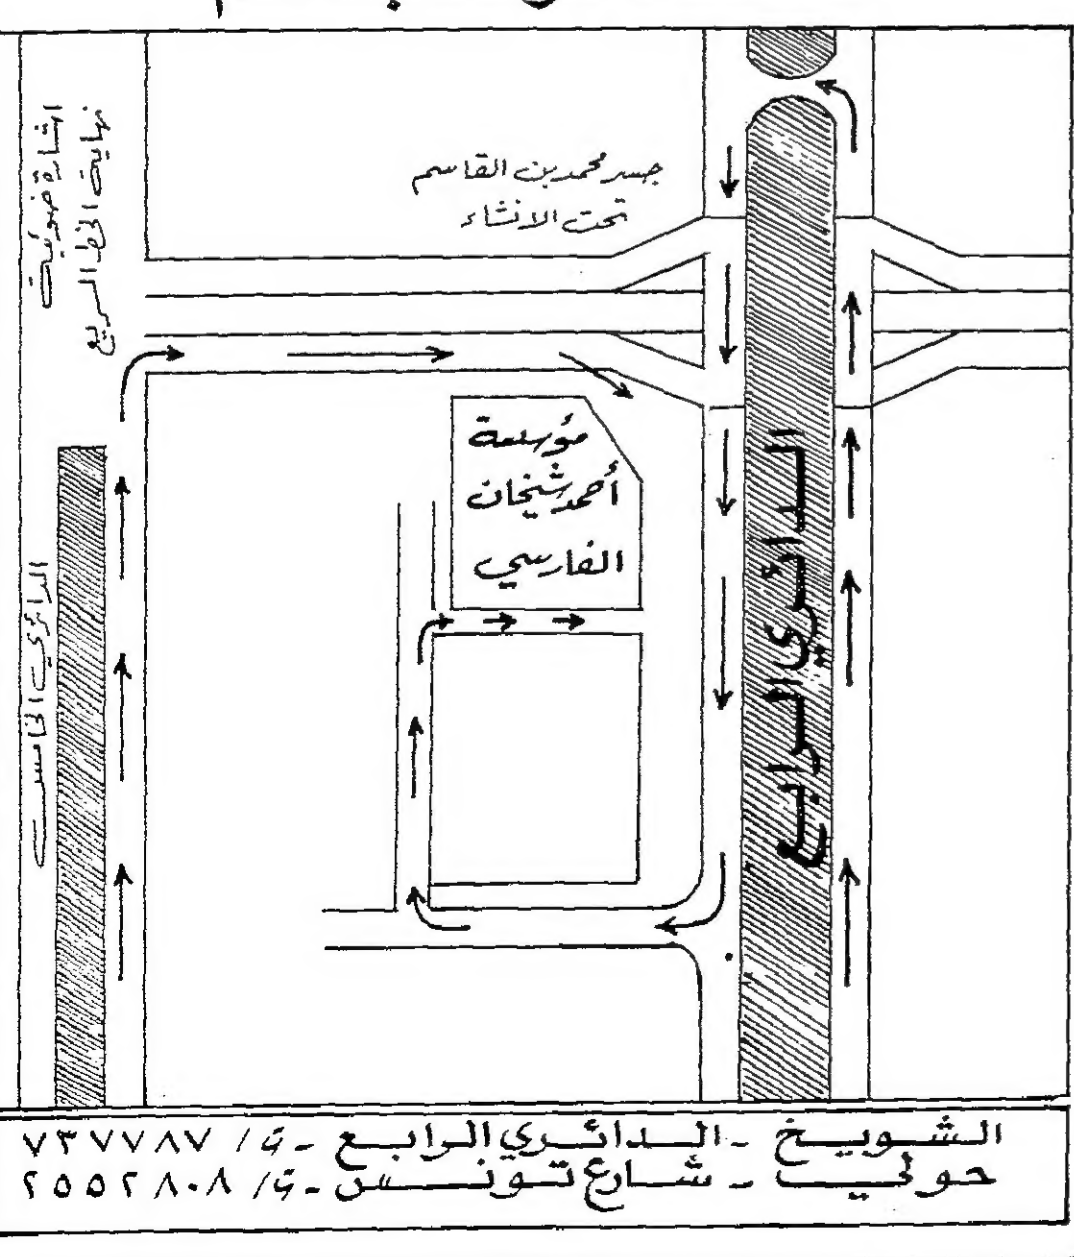 جسر محمد بن القاسم
تحت الانشاء
اشارة ضوئية
نهاية الخط السريع
مؤسسة
أحمد شيخان
الفارسي
الدائري الرابع
الدائري الخامس
الشويخ - الدائري الرابع - ت/ ٧٣٧٧٨٧
حولي - شارع تونس - ت/ ٢٥٥٢٨٠٨